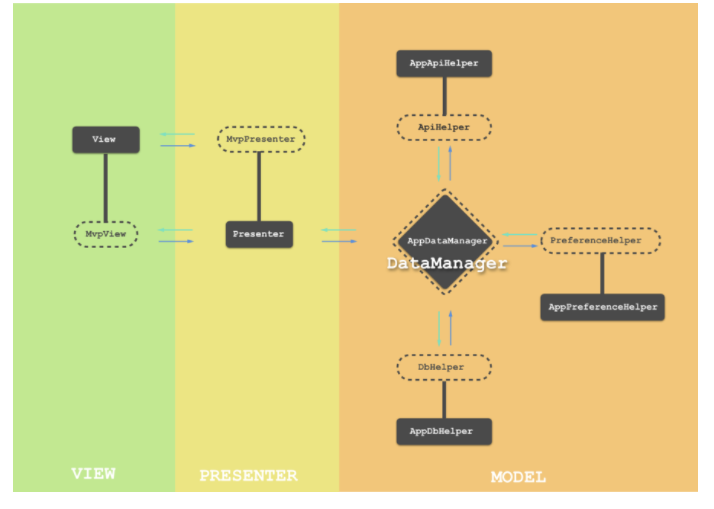 AppApiHelper
ApiHelper
View
MvpPresenter
MvpView
Presenter
AppDataManager
DataManager
PreferenceHelper
AppPreferenceHelper
DbHelper
AppDbHelper
VIEW
PRESENTER
MODEL